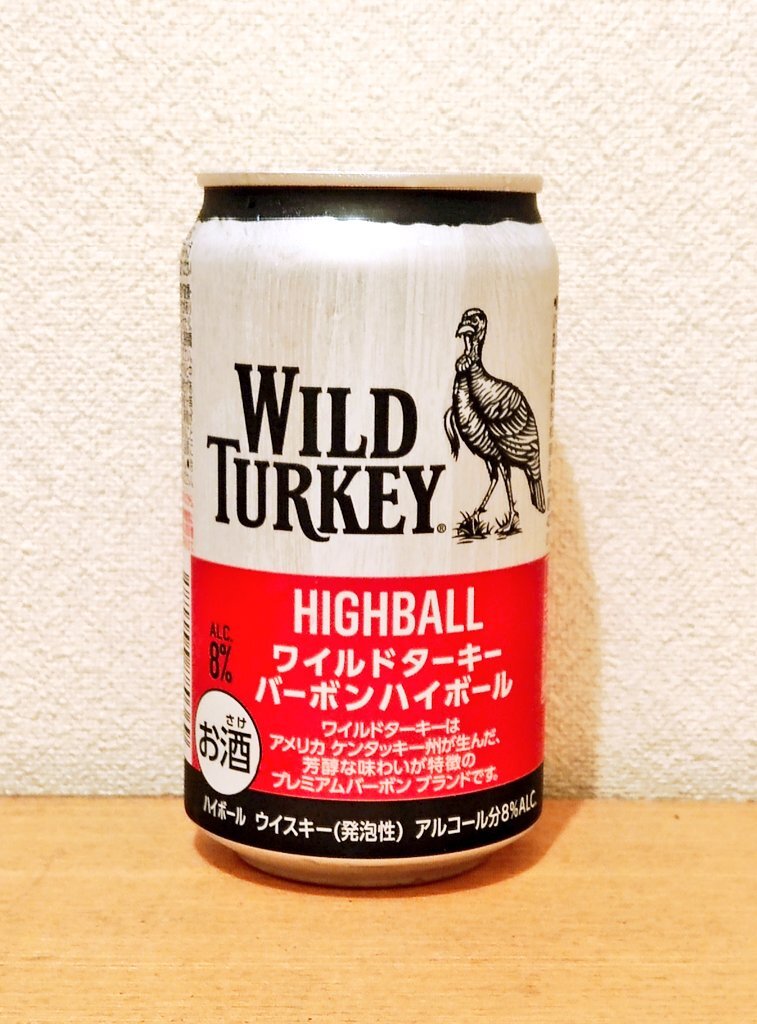 WILD
TURKEY®
HIGHBALL
ALC.
8%
ワイルドターキー
バーボンハイボール
さけ
お酒
ワイルドターキーは
アメリカ ケンタッキー州が生んだ、
芳醇な味わいが特徴の
プレミアムバーボン ブランドです。
ハイボール ウイスキー(発泡性) アルコール分8%ALC.